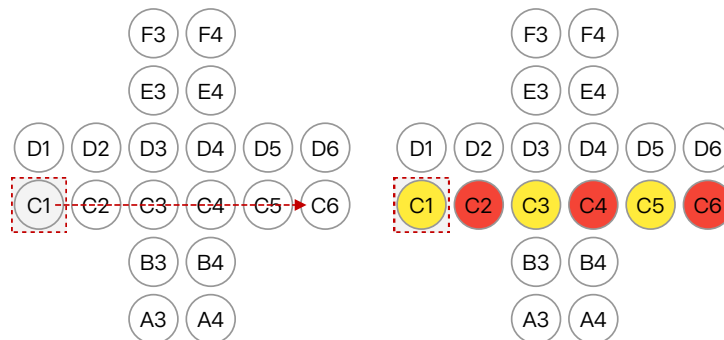 F3 F4 F3 F4
E3 E4 E3 E4
D1 D2 D3 D4 D5 D6 D1 D2 D3 D4 D5 D6
C1 C2 C3 C4 C5 C6 C1 C2 C3 C4 C5 C6
B3 B4 B3 B4
A3 A4 A3 A4